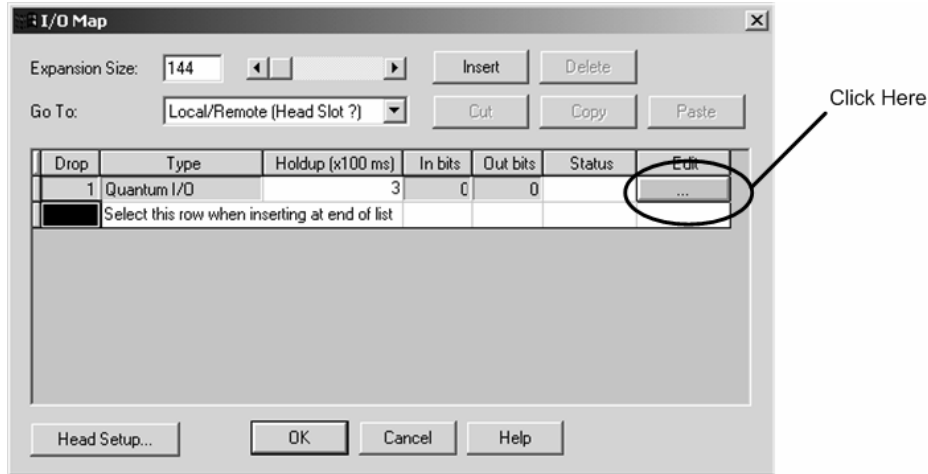 I/O Map
Expansion Size: 144 Insert Delete
Go To: Local/Remote (Head Slot ?) Cut Copy Paste
Click Here
Drop Type Holdup (x100 ms) In bits Out bits Status Edit
1 Quantum I/O 3 0 0 ...
Select this row when inserting at end of list
Head Setup... OK Cancel Help